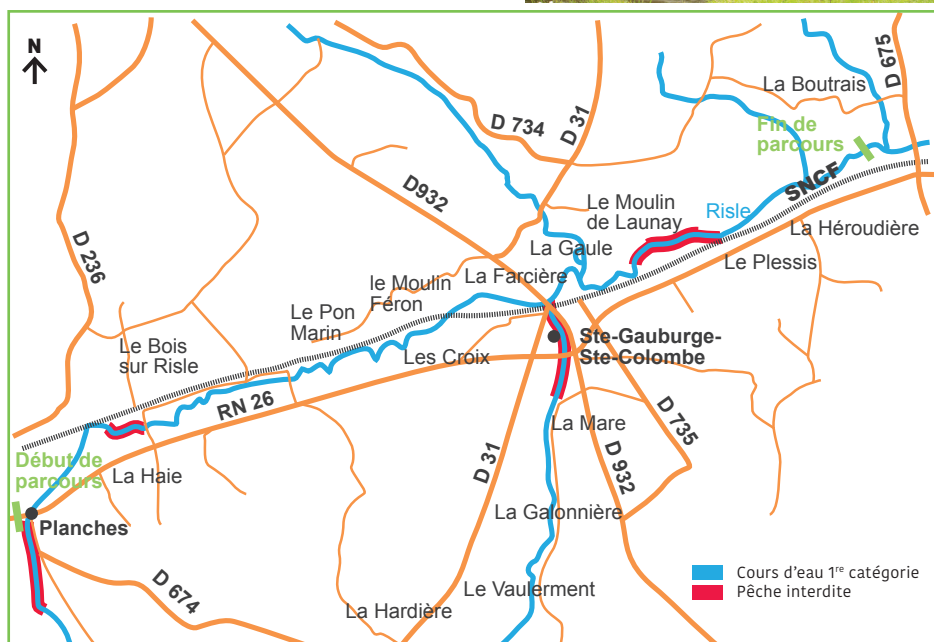 N
D 675
La Boutrais
D 734
D 31
Fin de
parcours
SNCF
D932
Le Moulin
de Launay
Risle
La Héroudière
D 236
La Gaule
Le Plessis
le Moulin
Féron
La Farcière
Le Pon
Marin
Ste-Gauburge-
Ste-Colombe
Le Bois
sur Risle
Les Croix
RN 26
D 735
La Mare
D 31
D 932
Début de
parcours
La Haie
La Galonnière
Planches
D 674
Le Vaulerment
La Hardière
Cours d'eau 1re catégorie
Pêche interdite